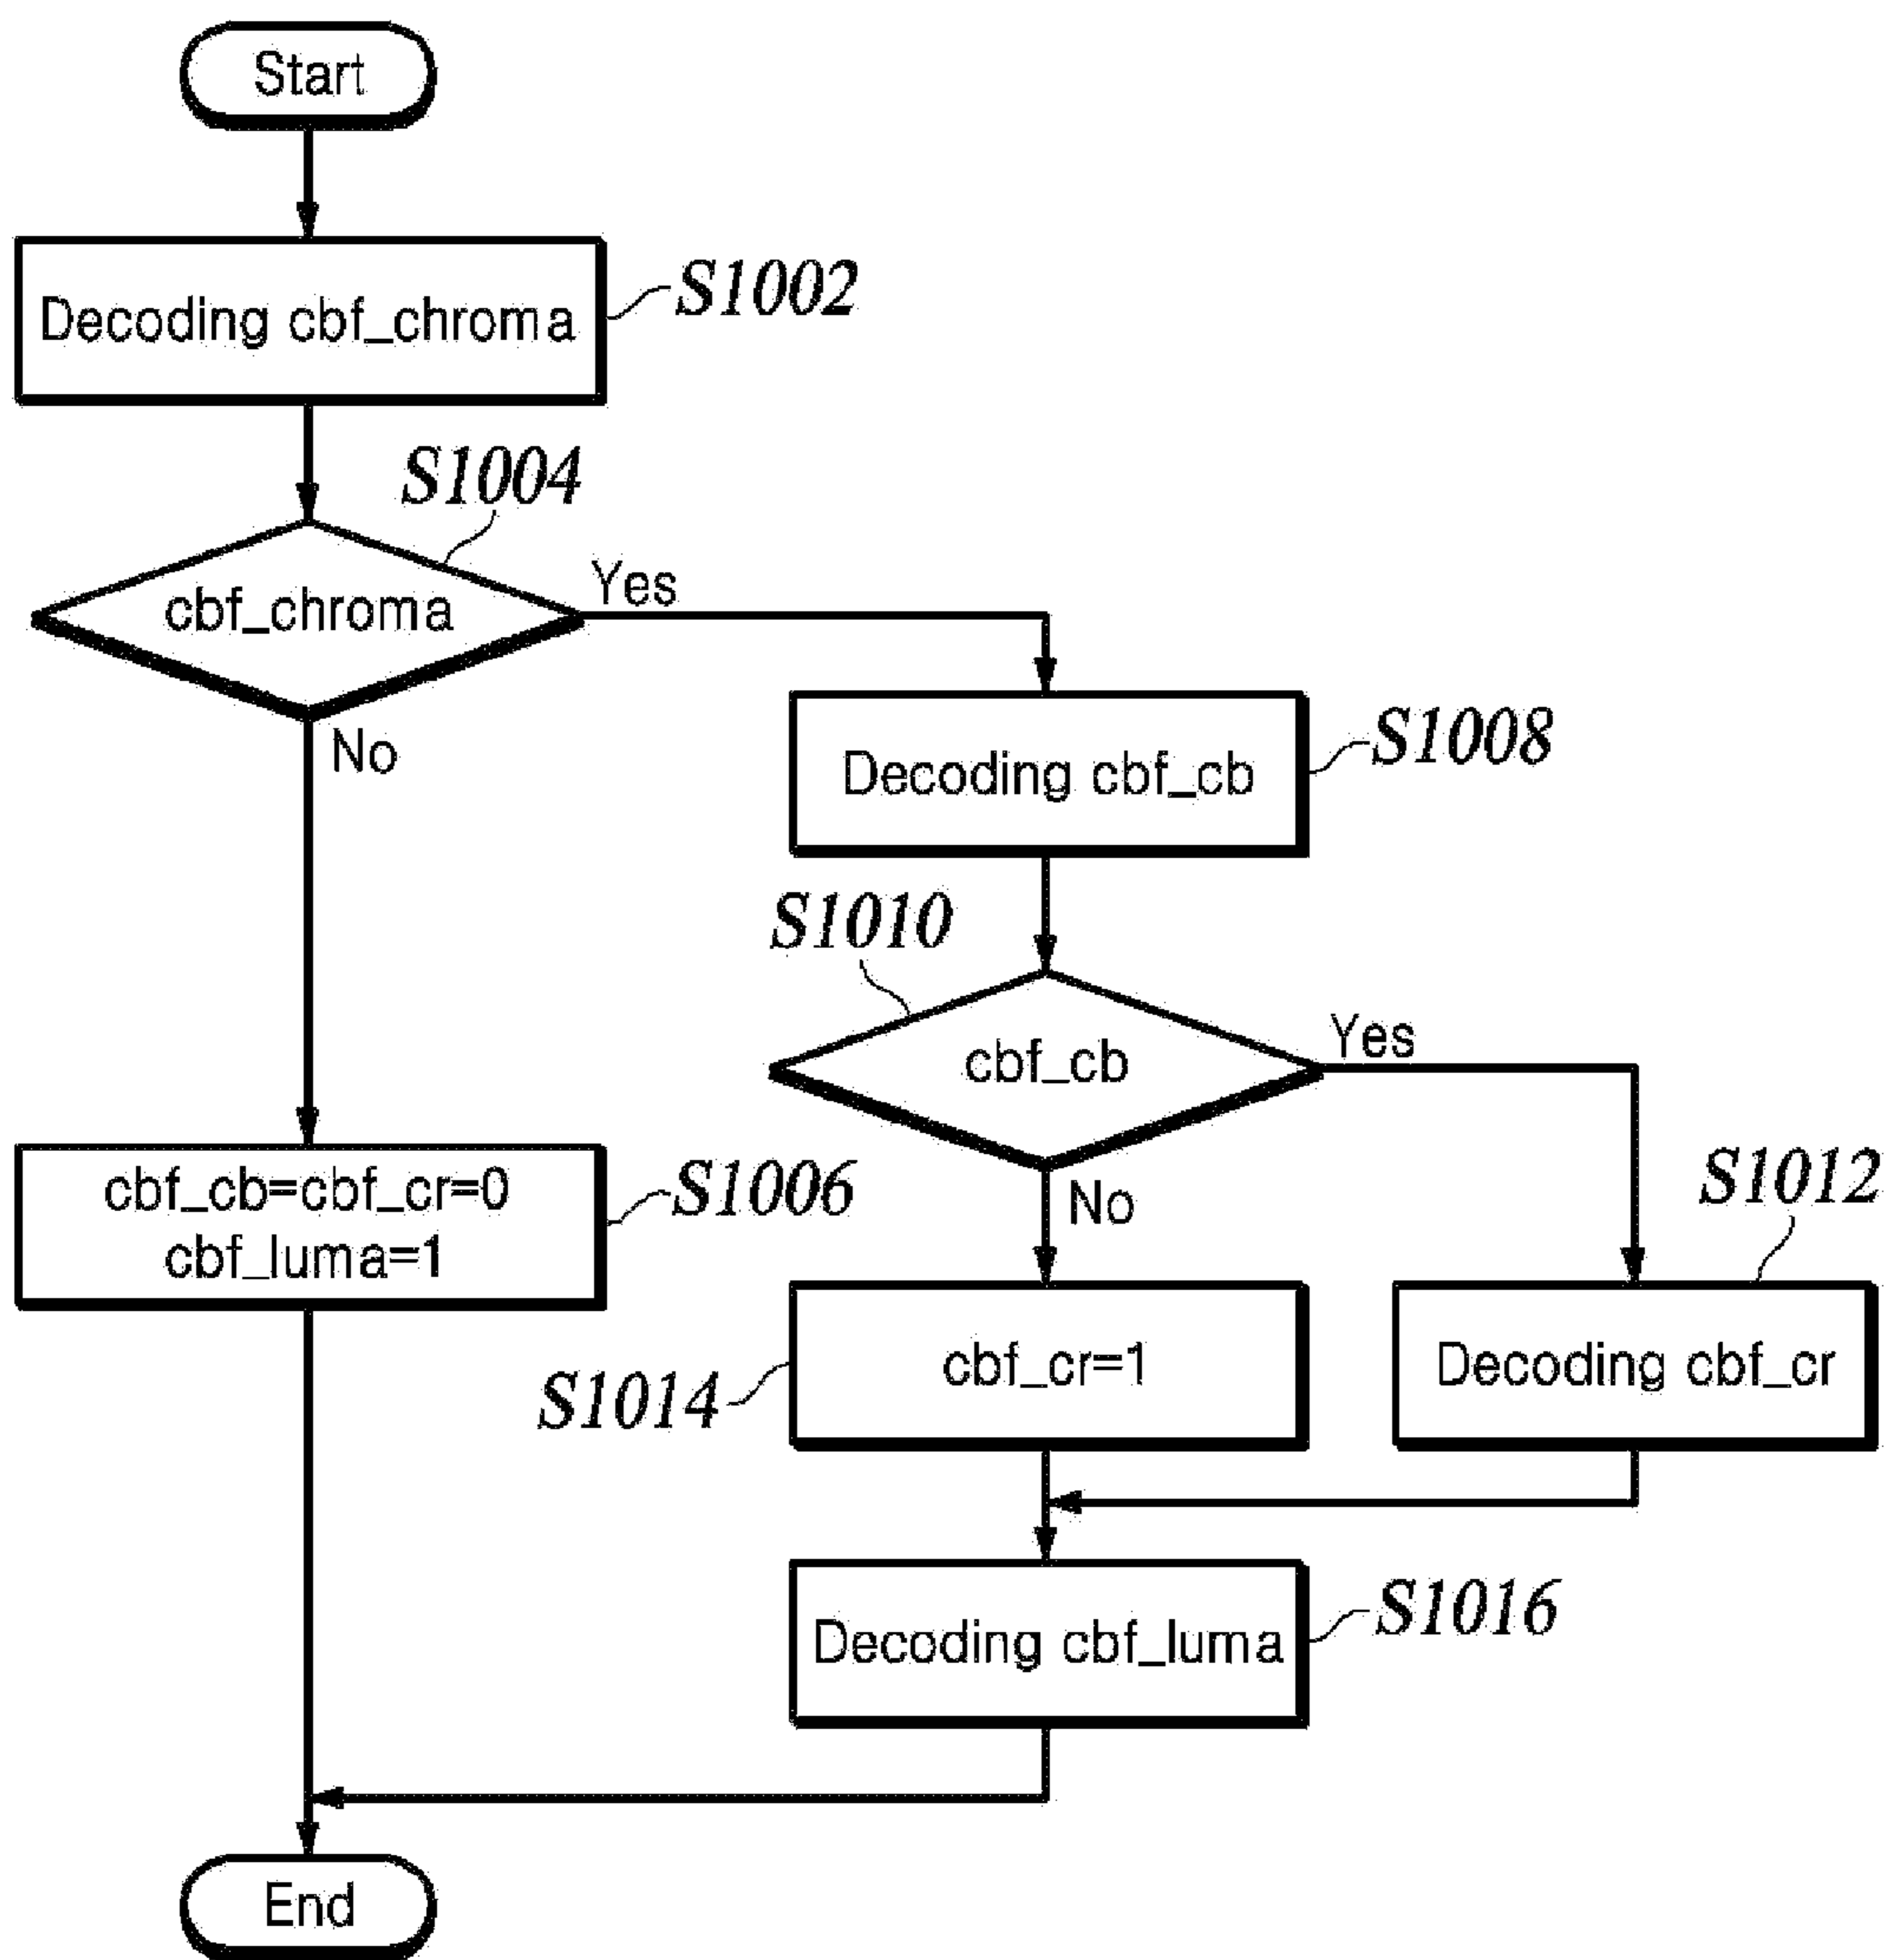 Start
Decoding cbf_chroma
S1002
S1004
cbf_chroma
Yes
No
Decoding cbf_cb
S1008
S1010
cbf_cb
Yes
No
cbf_cb=cbf_cr=0
cbf_luma=1
S1006
S1012
cbf_cr=1
S1014
Decoding cbf_cr
Decoding cbf_luma
S1016
End